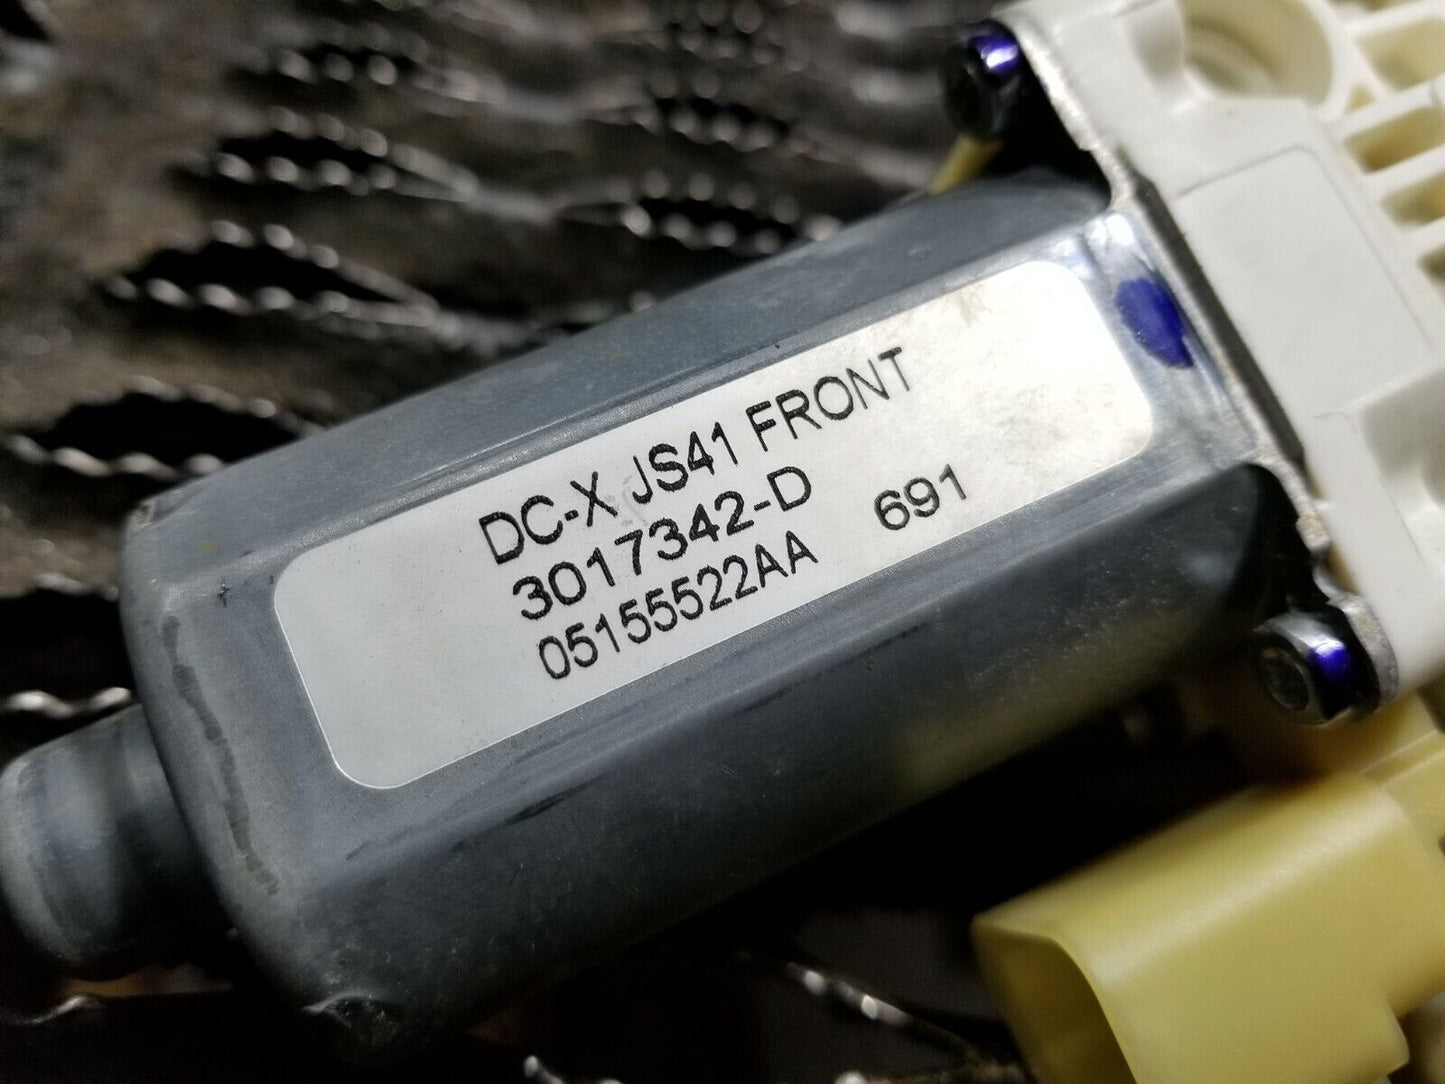 DC-X JS41 FRONT
3017342-D
05155522AA 691